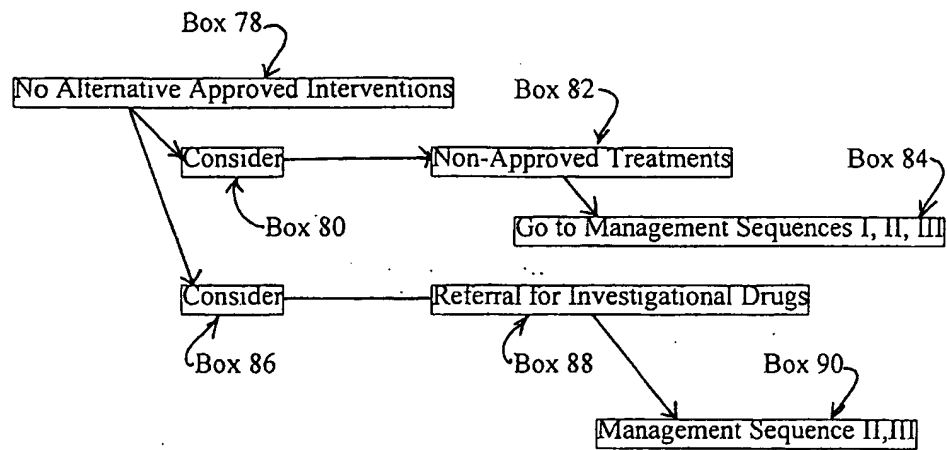 Box 78
No Alternative Approved Interventions
Box 82
Consider
Non-Approved Treatments
Box 84
Box 80
Go to Management Sequences I, II, III
Consider
Referral for Investigational Drugs
Box 86
Box 88
Box 90
Management Sequence II,III